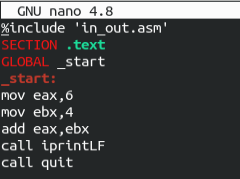 GNU nano 4.8
%include 'in_out.asm'
SECTION .text
GLOBAL _start
_start:
mov eax,6
mov ebx,4
add eax,ebx
call iprintLF
call quit